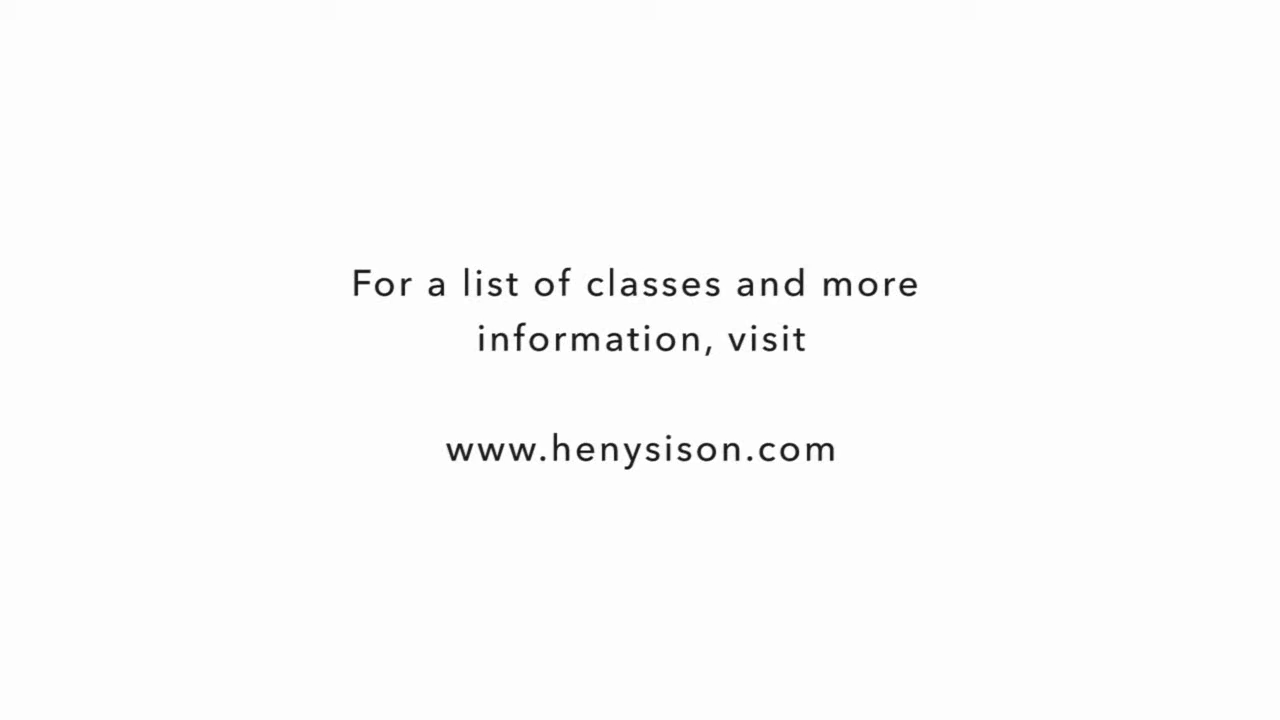 For a list of classes and more
information, visit
www.henysison.com